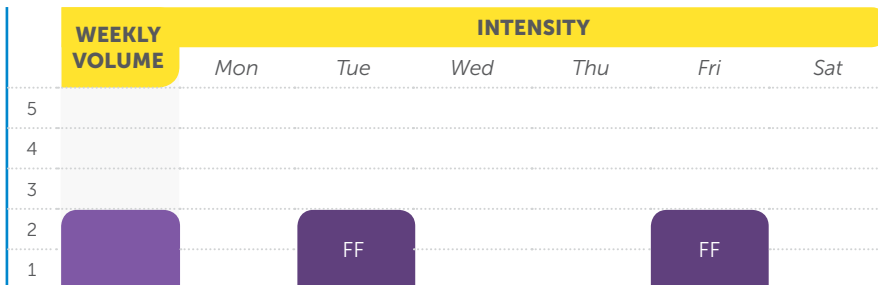 WEEKLY
VOLUME
INTENSITY
Mon Tue Wed Thu Fri Sat
5
4
3
2
FF FF
1